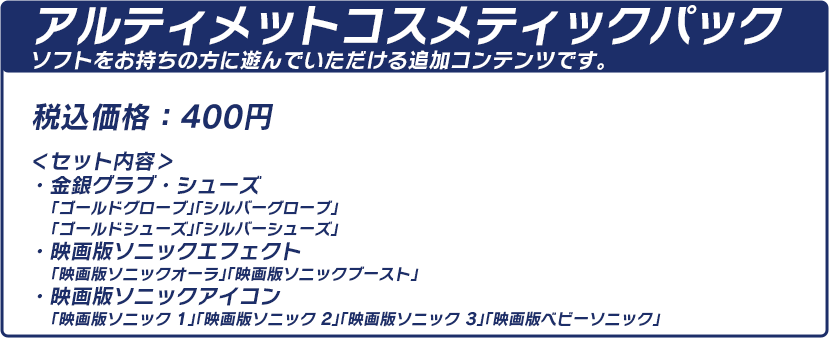 アルティメットコスメティックパック
ソフトをお持ちの方に遊んでいただける追加コンテンツです。
税込価格：400円
＜セット内容＞
・金銀グラブ・シューズ
「ゴールドグローブ」「シルバーグローブ」
「ゴールドシューズ」「シルバーシューズ」
・映画版ソニックエフェクト
「映画版ソニックオーラ」「映画版ソニックブースト」
・映画版ソニックアイコン
「映画版ソニック 1」「映画版ソニック 2」「映画版ソニック 3」「映画版ベビーソニック」